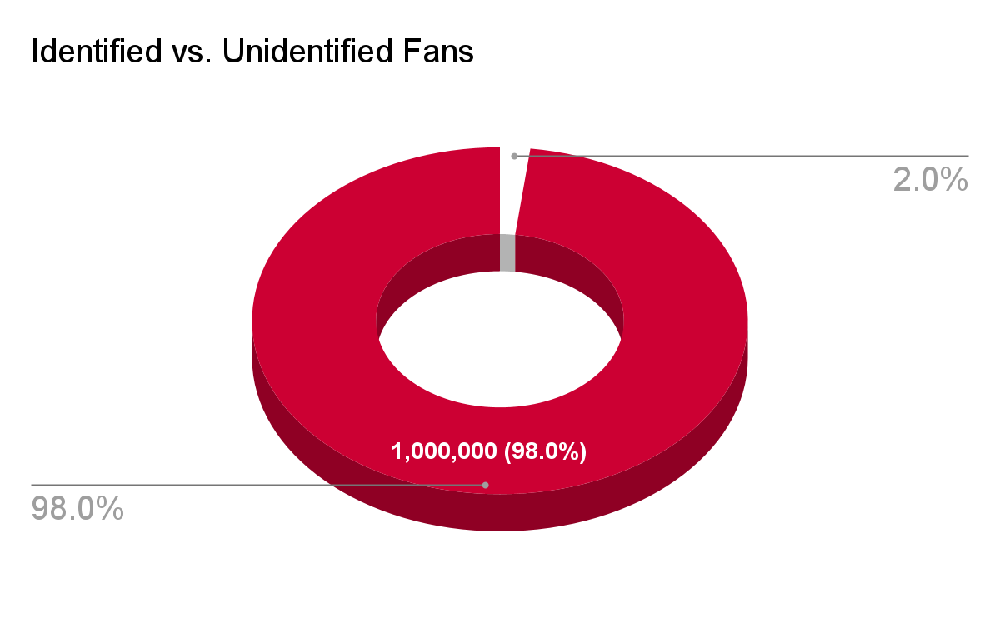 Identified vs. Unidentified Fans
2.0%
1,000,000 (98.0%)
98.0%